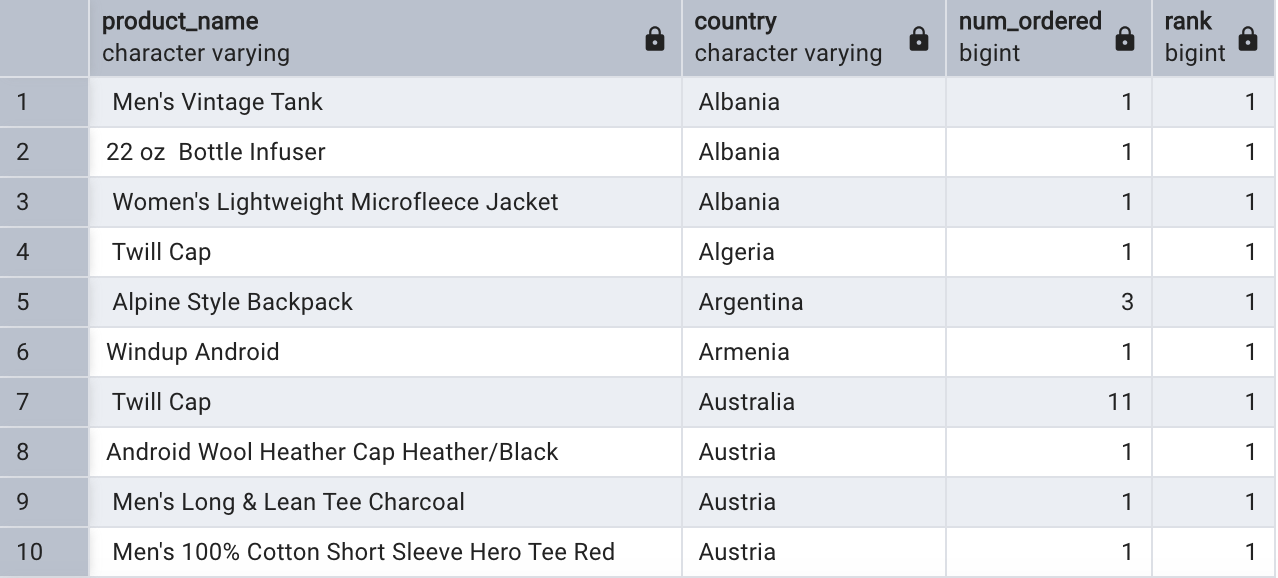 product_name country num_ordered rank
character varying character varying bigint bigint
1 Men's Vintage Tank Albania 1 1
2 22 oz  Bottle Infuser Albania 1 1
3 Women's Lightweight Microfleece Jacket Albania 1 1
4 Twill Cap Algeria 1 1
5 Alpine Style Backpack Argentina 3 1
6 Windup Android Armenia 1 1
7 Twill Cap Australia 11 1
8 Android Wool Heather Cap Heather/Black Austria 1 1
9 Men's Long & Lean Tee Charcoal Austria 1 1
10 Men's 100% Cotton Short Sleeve Hero Tee Red Austria 1 1